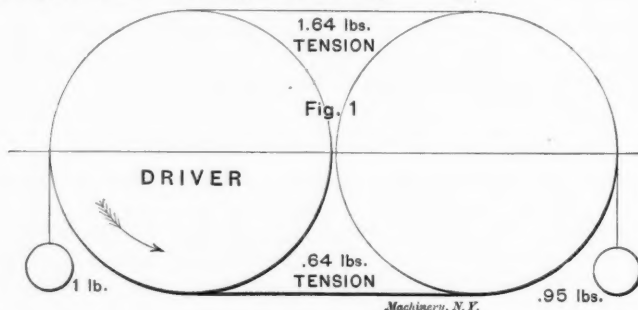 1.64 lbs.
TENSION
Fig. 1
DRIVER
.64 lbs.
TENSION
1 lb.
.95 lbs.
Machinery, N.Y.